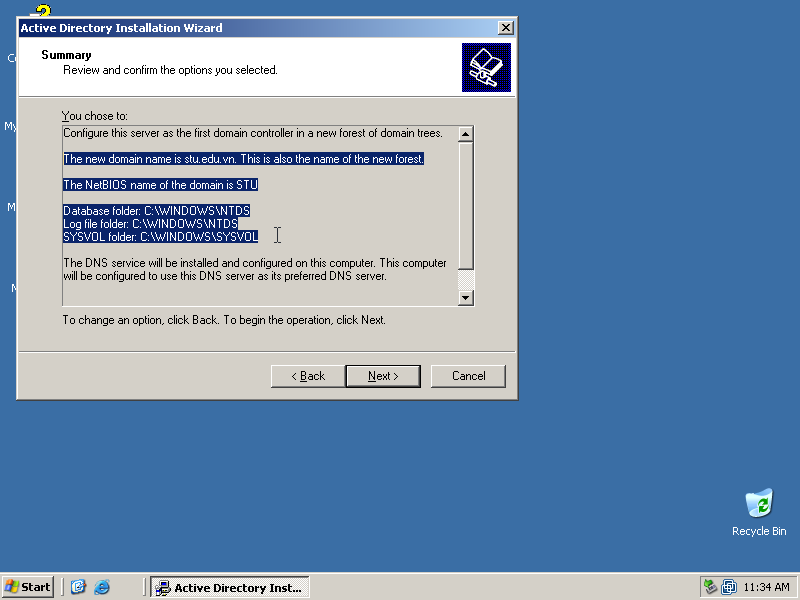 Active Directory Installation Wizard
Summary
Review and confirm the options you selected.
You chose to:
Configure this server as the first domain controller in a new forest of domain trees.
The new domain name is stu.edu.vn. This is also the name of the new forest.
The NetBIOS name of the domain is STU
Database folder: C:\WINDOWS\NTDS
Log file folder: C:\WINDOWS\NTDS
SYSVOL folder: C:\WINDOWS\SYSVOL
The DNS service will be installed and configured on this computer. This computer
will be configured to use this DNS server as its preferred DNS server.
To change an option, click Back. To begin the operation, click Next.
< Back
Next >
Cancel
Recycle Bin
Start
Active Directory Inst...
11:34 AM